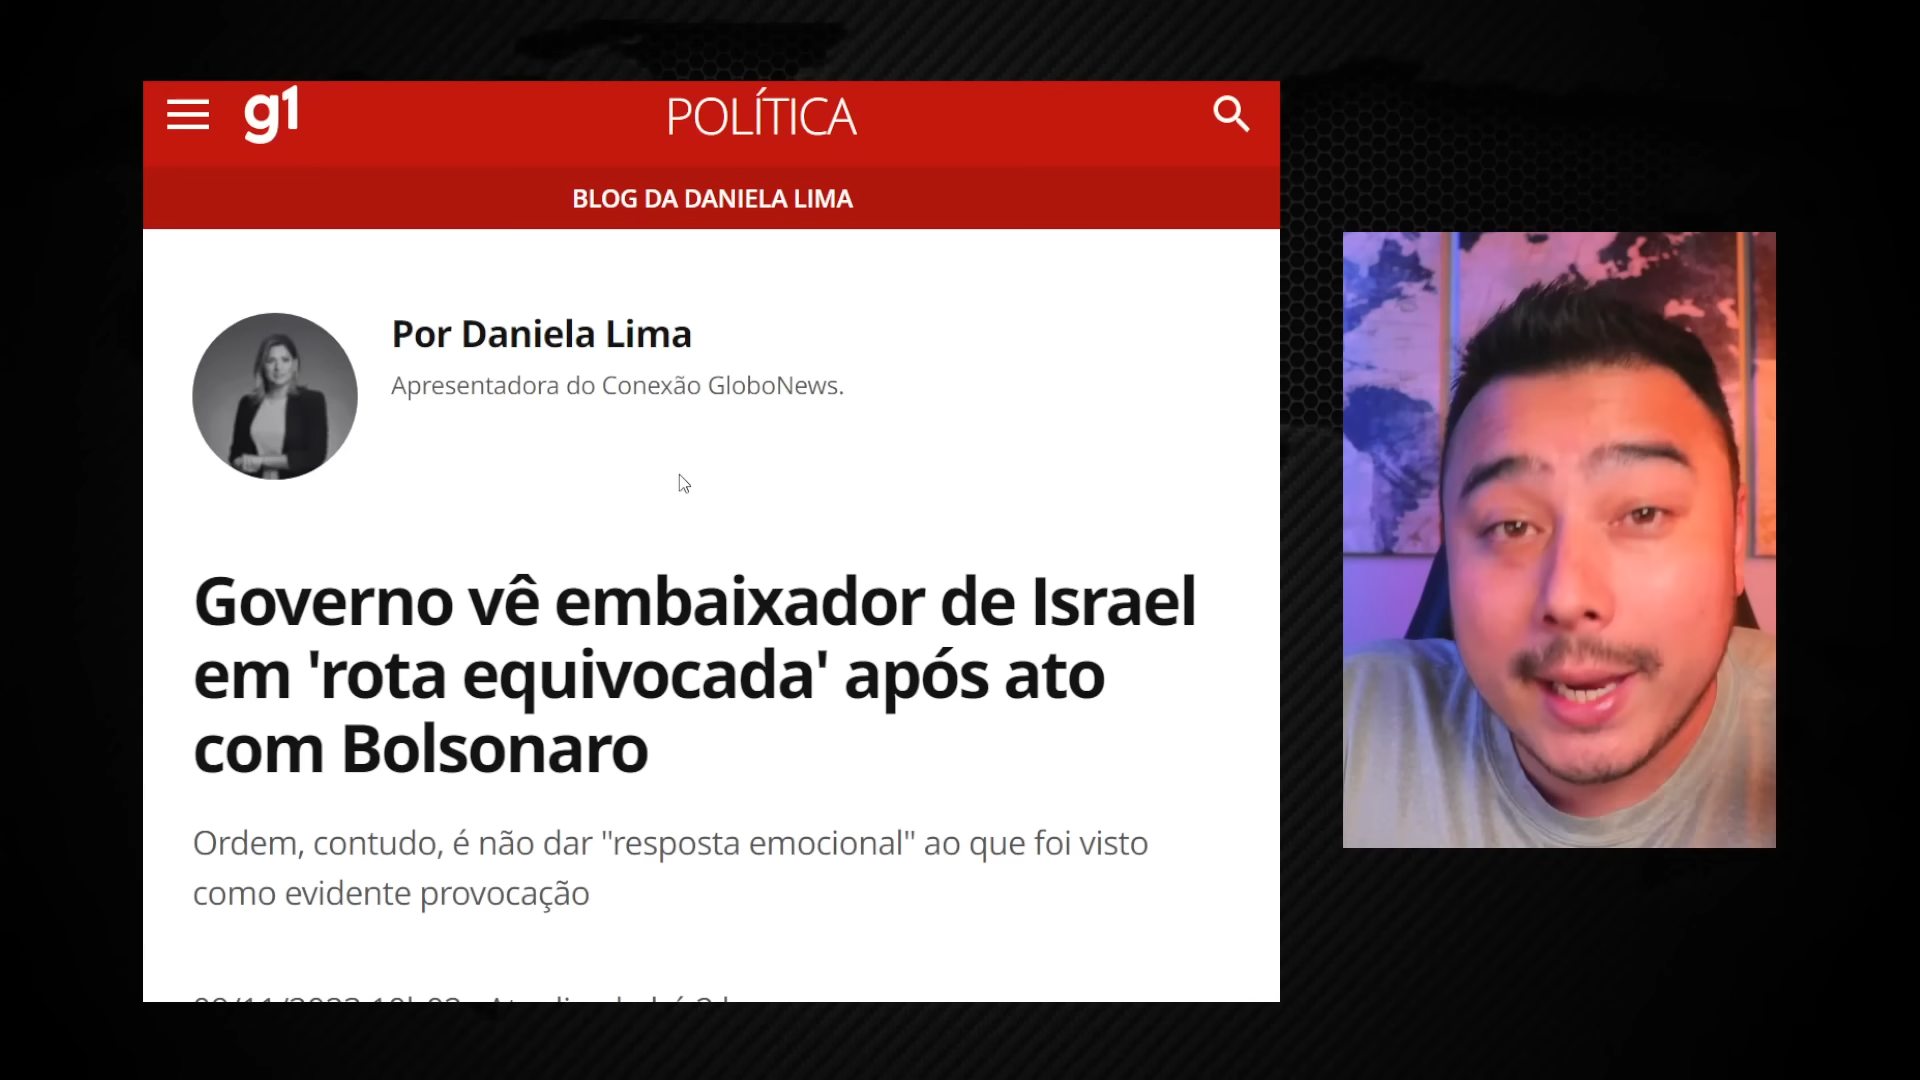 g1
POLÍTICA
BLOG DA DANIELA LIMA
Por Daniela Lima
Apresentadora do Conexão GloboNews.
Governo vê embaixador de Israel
em 'rota equivocada' após ato
com Bolsonaro
Ordem, contudo, é não dar "resposta emocional" ao que foi visto
como evidente provocação